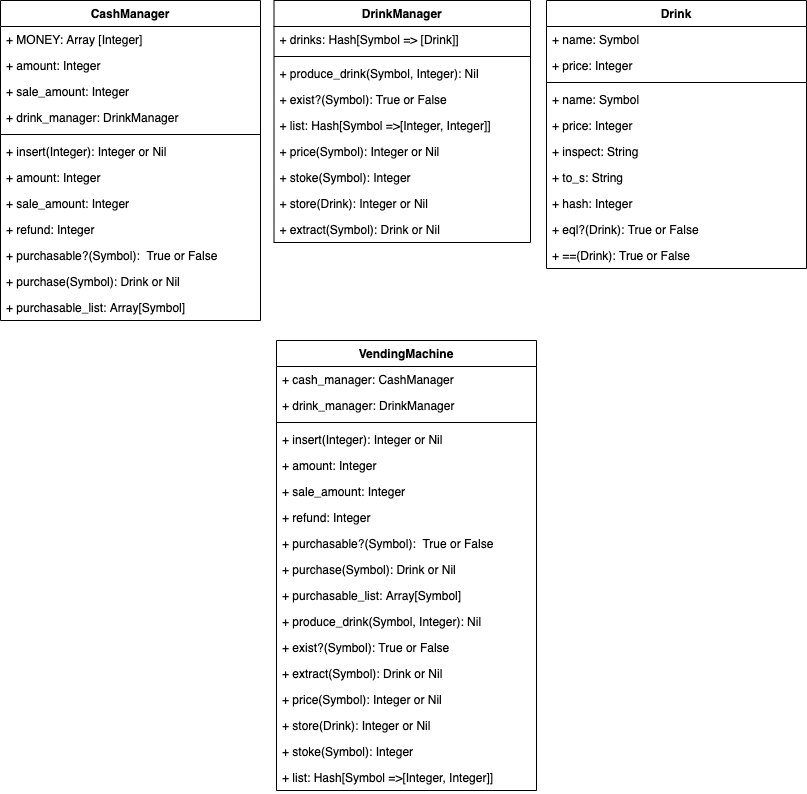 CashManager
+ MONEY: Array [Integer]
+ amount: Integer
+ sale_amount: Integer
+ drink_manager: DrinkManager
+ insert(Integer): Integer or Nil
+ amount: Integer
+ sale_amount: Integer
+ refund: Integer
+ purchasable?(Symbol):  True or False
+ purchase(Symbol): Drink or Nil
+ purchasable_list: Array[Symbol]
DrinkManager
+ drinks: Hash[Symbol => [Drink]]
+ produce_drink(Symbol, Integer): Nil
+ exist?(Symbol): True or False
+ list: Hash[Symbol =>[Integer, Integer]]
+ price(Symbol): Integer or Nil
+ stoke(Symbol): Integer
+ store(Drink): Integer or Nil
+ extract(Symbol): Drink or Nil
Drink
+ name: Symbol
+ price: Integer
+ name: Symbol
+ price: Integer
+ inspect: String
+ to_s: String
+ hash: Integer
+ eql?(Drink): True or False
+ ==(Drink): True or False
VendingMachine
+ cash_manager: CashManager
+ drink_manager: DrinkManager
+ insert(Integer): Integer or Nil
+ amount: Integer
+ sale_amount: Integer
+ refund: Integer
+ purchasable?(Symbol):  True or False
+ purchase(Symbol): Drink or Nil
+ purchasable_list: Array[Symbol]
+ produce_drink(Symbol, Integer): Nil
+ exist?(Symbol): True or False
+ extract(Symbol): Drink or Nil
+ price(Symbol): Integer or Nil
+ store(Drink): Integer or Nil
+ stoke(Symbol): Integer
+ list: Hash[Symbol =>[Integer, Integer]]